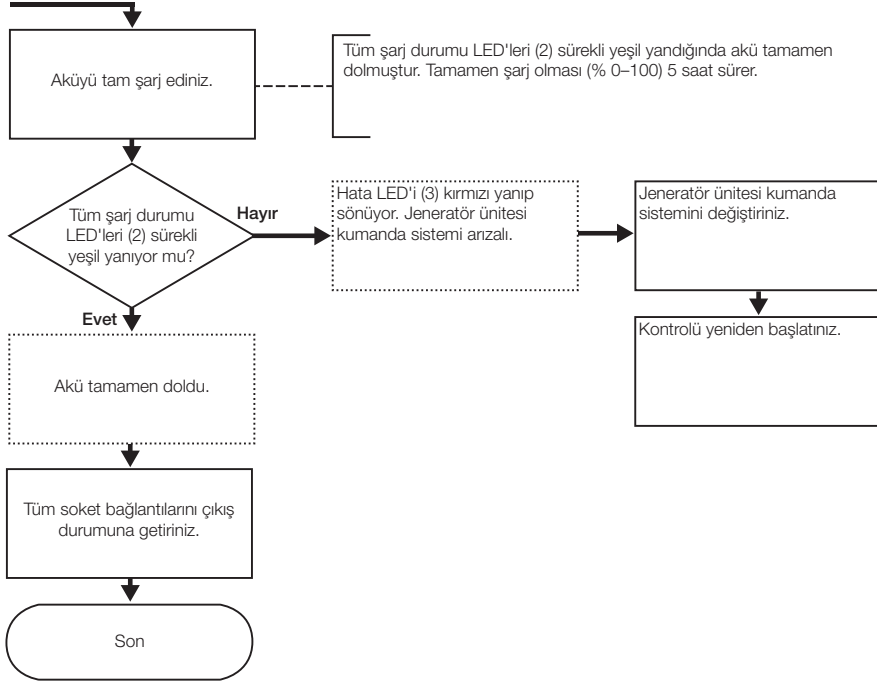 Aküyü tam şarj ediniz.
Tüm şarj durumu LED'leri (2) sürekli yeşil yandığında akü tamamen
dolmuştur. Tamamen şarj olması (% 0–100) 5 saat sürer.
Tüm şarj durumu
LED'leri (2) sürekli
yeşil yanıyor mu?
Hayır
Hata LED'i (3) kırmızı yanıp
sönüyor. Jeneratör ünitesi
kumanda sistemi arızalı.
Jeneratör ünitesi kumanda
sistemini değiştiriniz.
Evet
Kontrolü yeniden başlatınız.
Akü tamamen doldu.
Tüm soket bağlantılarını çıkış
durumuna getiriniz.
Son